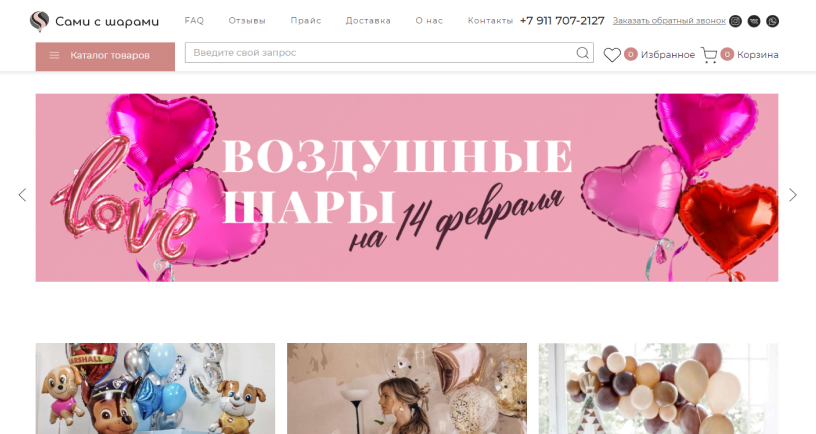 Сами с шарами
FAQ Отзывы Прайс Доставка О нас Контакты +7 911 707-2127 Заказать обратный звонок
Каталог товаров
Введите свой запрос
0 Избранное 0 Корзина
love
ВОЗДУШНЫЕ
ШАРЫ
на 14 февраля
MARSHALL